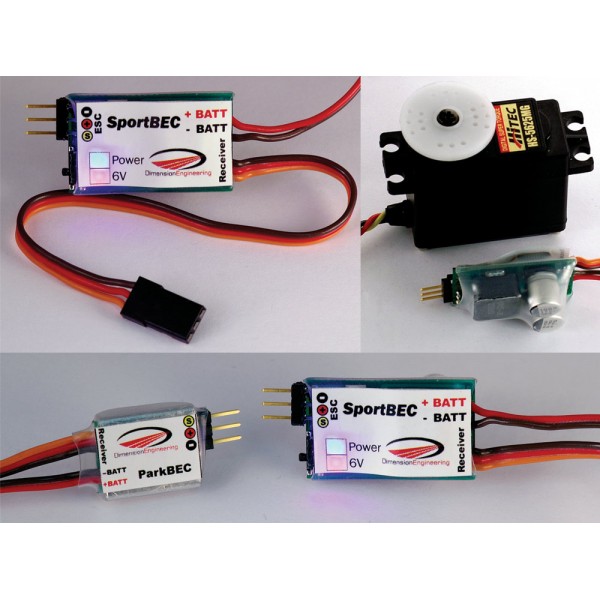 ESC
SportBEC
+ BATT
- BATT
Power
6V
DimensionEngineering
Receiver
S
HiTEC
HS-5625MG
Receiver
-BATT
+BATT
DimensionEngineering
ParkBEC
S
ESC
SportBEC
+ BATT
- BATT
Power
6V
DimensionEngineering
Receiver
S